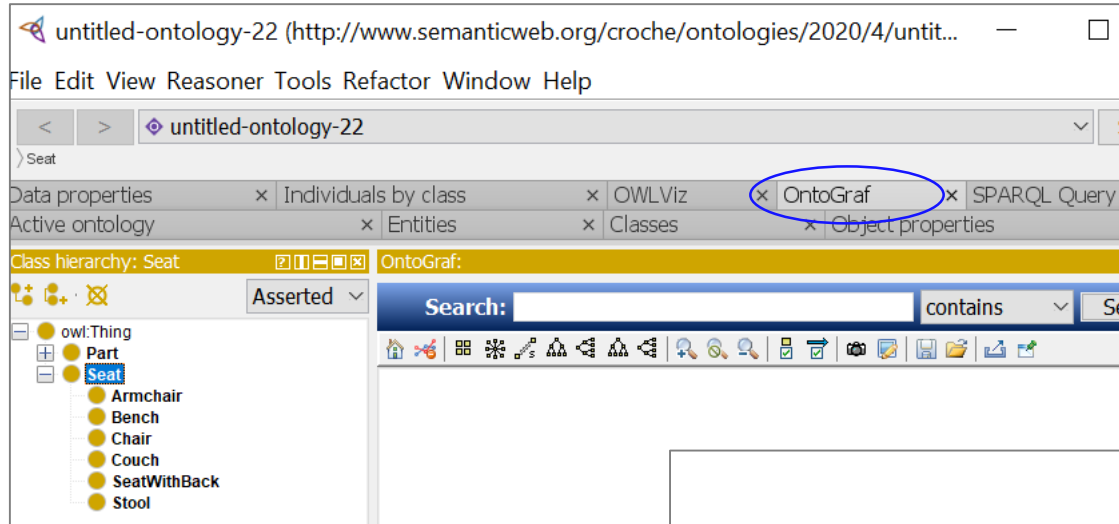 untitled-ontology-22 (http://www.semanticweb.org/croche/ontologies/2020/4/untit...
File Edit View Reasoner Tools Refactor Window Help
< > untitled-ontology-22
Seat
Data properties × Individuals by class × OWLViz × OntoGraf × SPARQL Query
Active ontology × Entities × Classes × Object properties
Class hierarchy: Seat OntoGraf:
Asserted Search: contains
owl:Thing
Part
Seat
Armchair
Bench
Chair
Couch
SeatWithBack
Stool